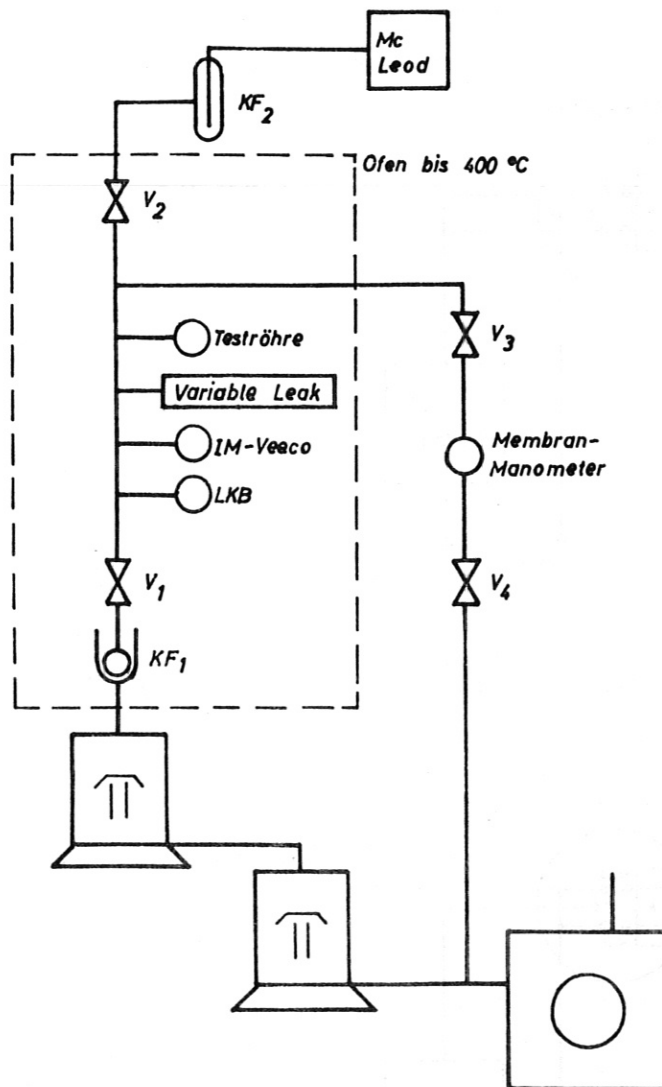 Mc
Leod
KF2
Ofen bis 400 °C
V2
V3
Teströhre
Variable Leak
IM-Veeco
Membran-
Manometer
LKB
V1
V4
KF1